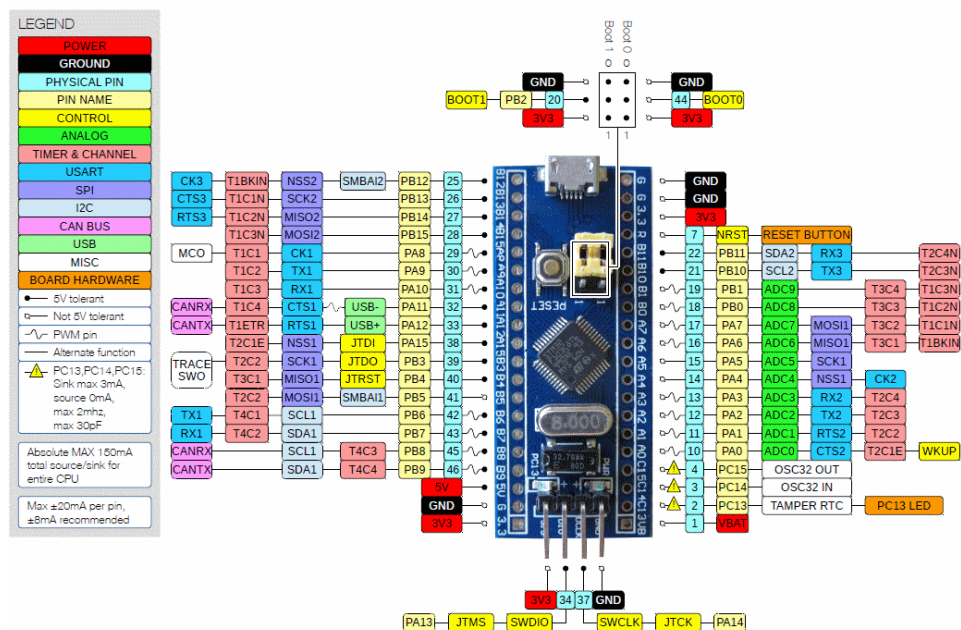 LEGEND
POWER
GROUND
PHYSICAL PIN
PIN NAME
CONTROL
ANALOG
TIMER & CHANNEL
USART
SPI
I2C
CAN BUS
USB
MISC
BOARD HARDWARE
5V tolerant
Not 5V tolerant
PWM pin
Alternate function
PC13,PC14,PC15:
Sink max 3mA,
source 0mA,
max 2mhz,
max 30pF
Absolute MAX 150mA
total source/sink for
entire CPU
Max ±20mA per pin,
±8mA recommended
Boot 1 0 Boot 0 0
GND GND
BOOT1 PB2 20 44 BOOT0
3V3 3V3
1 1
CK3 T1BKIN NSS2 SMBAI2 PB12 25
CTS3 T1C1N SCK2 PB13 26
RTS3 T1C2N MISO2 PB14 27
T1C3N MOSI2 PB15 28
MCO T1C1 CK1 PA8 29
T1C2 TX1 PA9 30
T1C3 RX1 PA10 31
CANRX T1C4 CTS1 USB- PA11 32
CANTX T1ETR RTS1 USB+ PA12 33
T2C1E NSS1 JTDI PA15 38
TRACE SWO T2C2 SCK1 JTDO PB3 39
T3C1 MISO1 JTRST PB4 40
T2C2 MOSI1 SMBAI1 PB5 41
TX1 T4C1 SCL1 PB6 42
RX1 T4C2 SDA1 PB7 43
CANRX SCL1 T4C3 PB8 45
CANTX SDA1 T4C4 PB9 46
5V
GND
3V3
GND
GND
3V3
7 NRST RESET BUTTON
22 PB11 SDA2 RX3 T2C4N
21 PB10 SCL2 TX3 T2C3N
19 PB1 ADC9 T3C4 T1C3N
18 PB0 ADC8 T3C3 T1C2N
17 PA7 ADC7 MOSI1 T3C2 T1C1N
16 PA6 ADC6 MISO1 T3C1 T1BKIN
15 PA5 ADC5 SCK1
14 PA4 ADC4 NSS1 CK2
13 PA3 ADC3 RX2 T2C4
12 PA2 ADC2 TX2 T2C3
11 PA1 ADC1 RTS2 T2C2
10 PA0 ADC0 CTS2 T2C1E WKUP
4 PC15 OSC32 OUT
3 PC14 OSC32 IN
2 PC13 TAMPER RTC PC13 LED
1 VBAT
RESET
8.000
PC13
3V3 34 37 GND
PA13 JTMS SWDIO SWCLK JTCK PA14